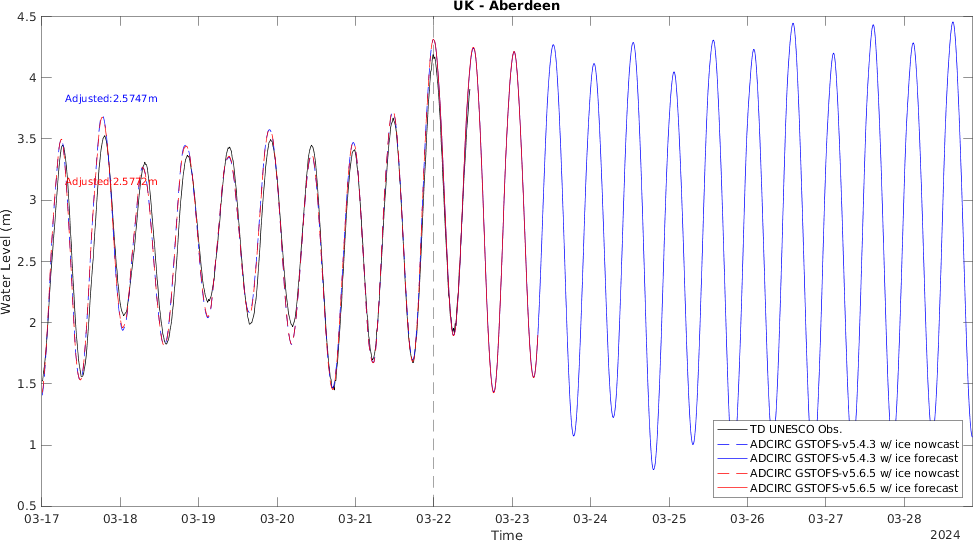 UK - Aberdeen
4.5
4
3.5
3
2.5
2
1.5
1
0.5
Water Level (m)
Adjusted:2.5747m
Adjusted:2.5772m
TD UNESCO Obs.
ADCIRC GSTOFS-v5.4.3 w/ ice nowcast
ADCIRC GSTOFS-v5.4.3 w/ ice forecast
ADCIRC GSTOFS-v5.6.5 w/ ice nowcast
ADCIRC GSTOFS-v5.6.5 w/ ice forecast
03-17 03-18 03-19 03-20 03-21 03-22 03-23 03-24 03-25 03-26 03-27 03-28
Time
2024